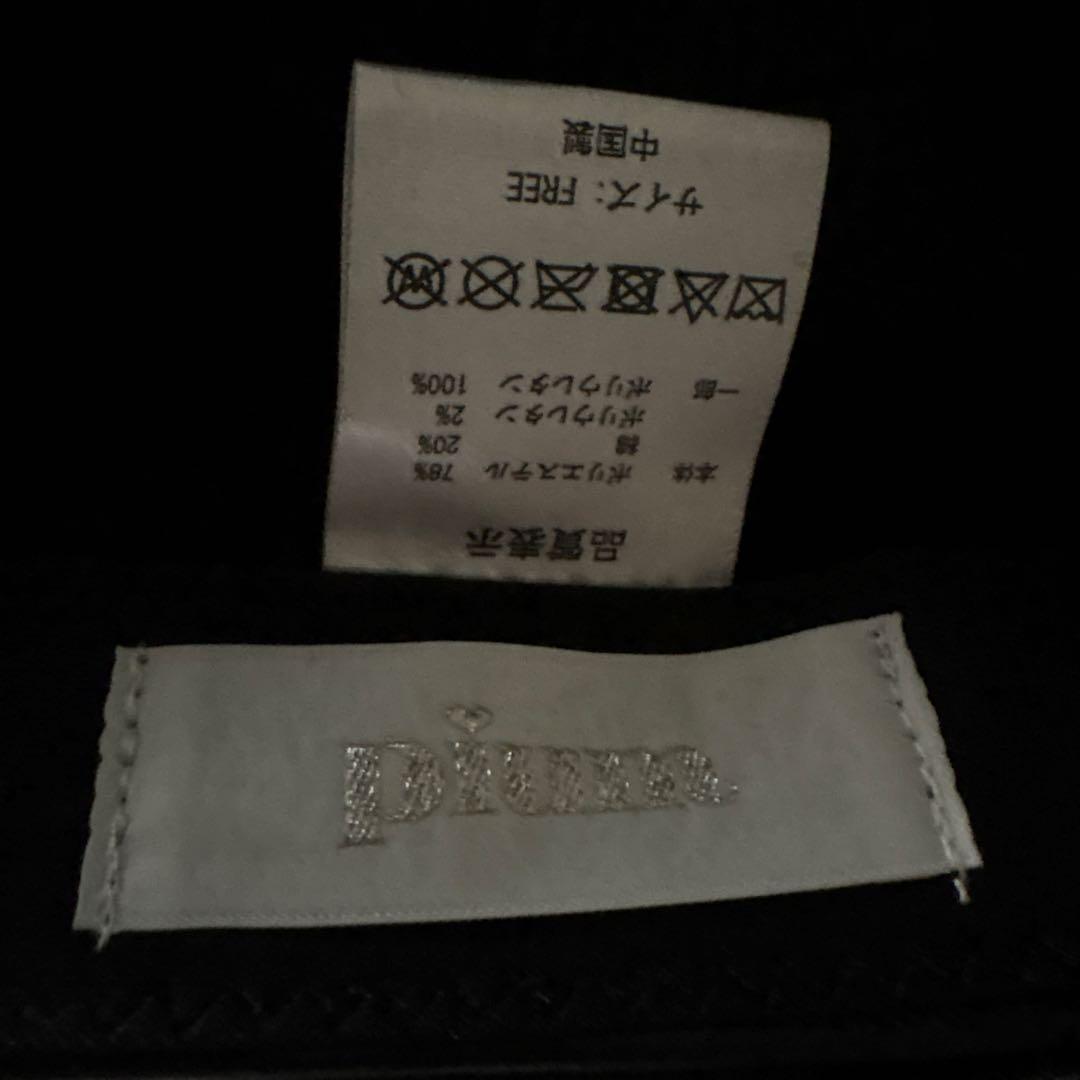 品質表示
本体 ポリエステル 78%
綿 20%
ポリウレタン 2%
一部 ポリウレタン 100%
W
サイズ: FREE
中国製
pium